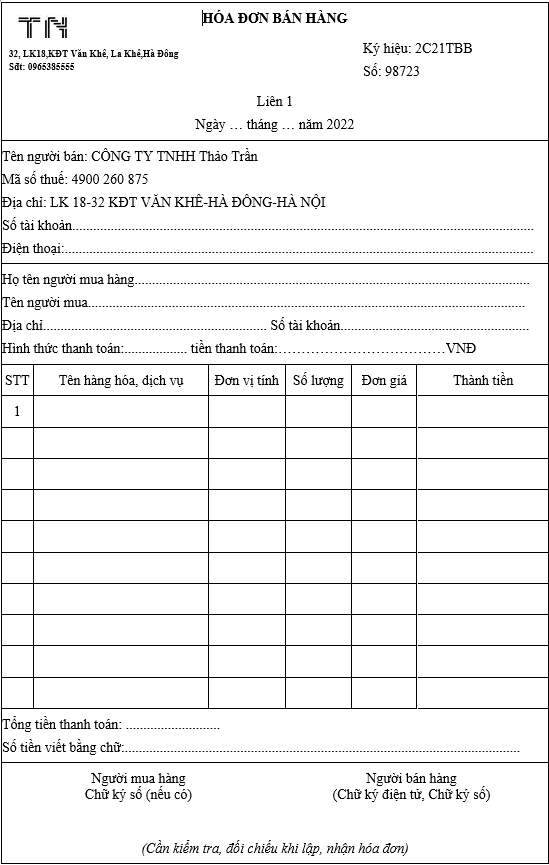 HÓA ĐƠN BÁN HÀNG
TN
32, LK18,KĐT Văn Khê, La Khê,Hà Đông
Sđt: 0965385555
Ký hiệu: 2C21TBB
Số: 98723
Liên 1
Ngày … tháng … năm 2022
Tên người bán: CÔNG TY TNHH Thảo Trần
Mã số thuế: 4900 260 875
Địa chỉ: LK 18-32 KĐT VĂN KHÊ-HÀ ĐÔNG-HÀ NỘI
Số tài khoản...........................................................................
Điện thoại:...........................................................................
Họ tên người mua hàng...........................................................................
Tên người mua...........................................................................
Địa chỉ................................................................ Số tài khoản......................................................
Hình thức thanh toán:.................. tiền thanh toán:………………………………VNĐ
STT Tên hàng hóa, dịch vụ Đơn vị tính Số lượng Đơn giá Thành tiền
1
Tổng tiền thanh toán: ...........................
Số tiền viết bằng chữ:...........................................................................
Người mua hàng Người bán hàng
Chữ ký số (nếu có) (Chữ ký điện tử, Chữ ký số)
(Cần kiểm tra, đối chiếu khi lập, nhận hóa đơn)